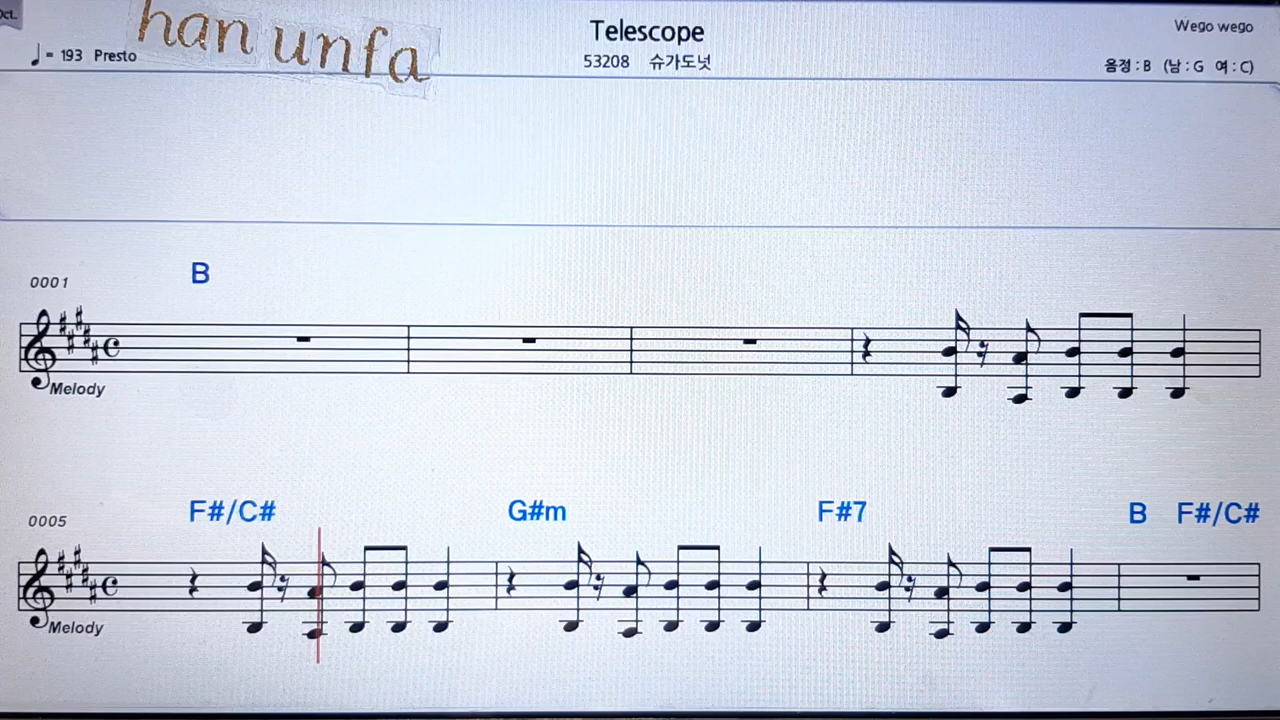 Oct.
han unfa
Telescope
Wego wego
♩= 193 Presto
53208 슈가도넛
음정 : B (남 : G 여 : C)
B
0001
Melody
F#/C# G#m F#7 B F#/C#
0005
Melody